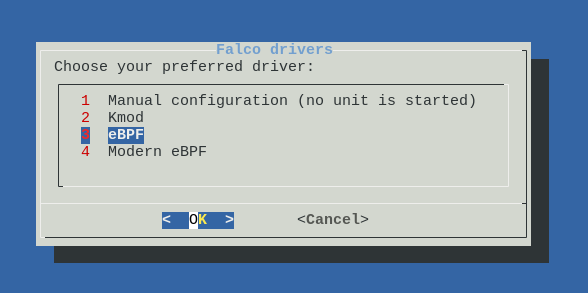 Falco drivers
Choose your preferred driver:
1 Manual configuration (no unit is started)
2 Kmod
3 eBPF
4 Modern eBPF
< OK > <Cancel>